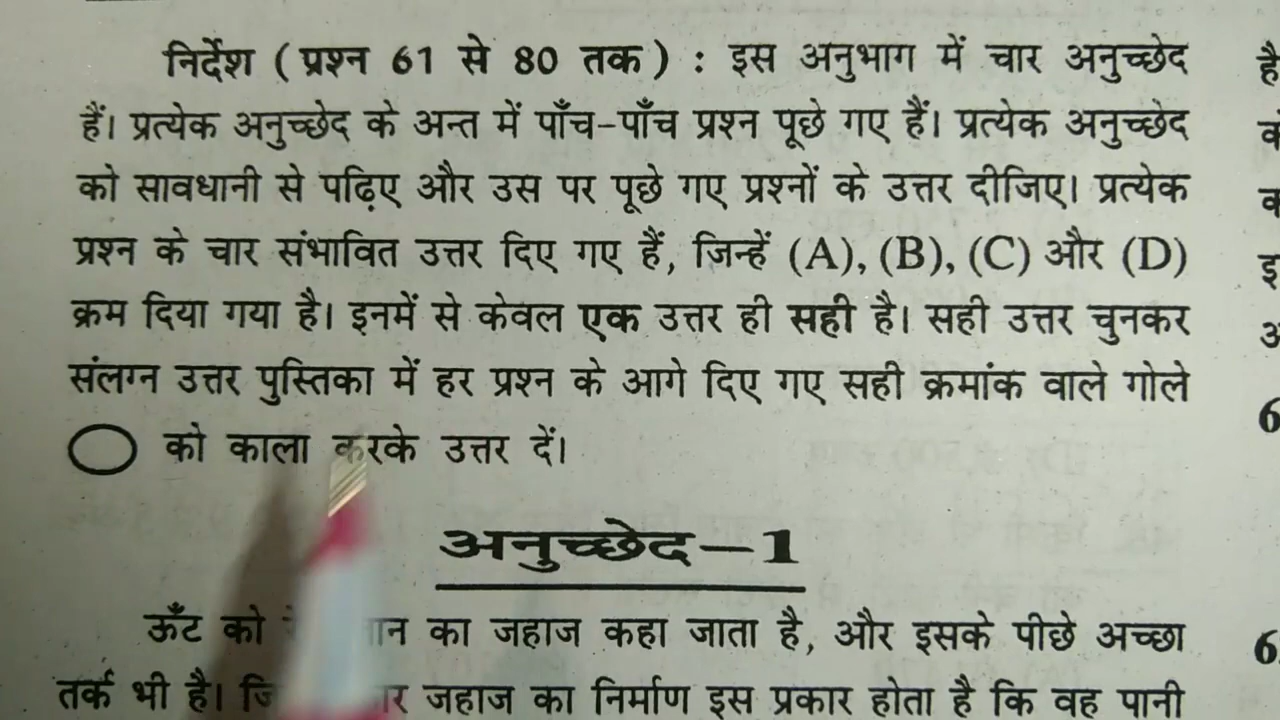 निर्देश ( प्रश्न 61 से 80 तक ) : इस अनुभाग में चार अनुच्छेद
हैं। प्रत्येक अनुच्छेद के अन्त में पाँच-पाँच प्रश्न पूछे गए हैं। प्रत्येक अनुच्छेद
को सावधानी से पढ़िए और उस पर पूछे गए प्रश्नों के उत्तर दीजिए। प्रत्येक
प्रश्न के चार संभावित उत्तर दिए गए हैं, जिन्हें (A), (B), (C) और (D)
क्रम दिया गया है। इनमें से केवल एक उत्तर ही सही है। सही उत्तर चुनकर
संलग्न उत्तर पुस्तिका में हर प्रश्न के आगे दिए गए सही क्रमांक वाले गोले
को काला करके उत्तर दें।
अनुच्छेद–1
ऊँट को का जहाज कहा जाता है, और इसके पीछे अच्छा
तर्क भी है। जहाज का निर्माण इस प्रकार होता है कि वह पानी